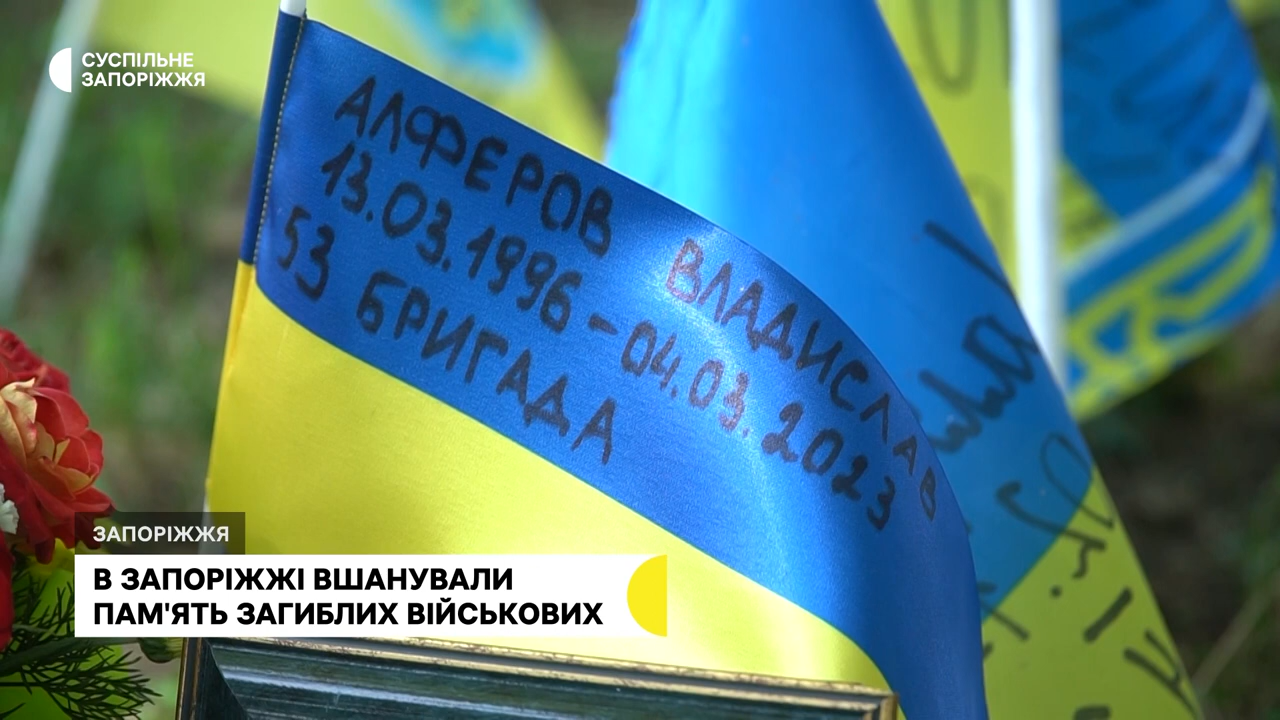 СУСПІЛЬНЕ
ЗАПОРІЖЖЯ
АЛФЕРОВ ВЛАДИСЛАВ
13.03.1996 – 04.03.2023
53 БРИГАДА
ЗАПОРІЖЖЯ
В ЗАПОРІЖЖІ ВШАНУВАЛИ
ПАМ'ЯТЬ ЗАГИБЛИХ ВІЙСЬКОВИХ